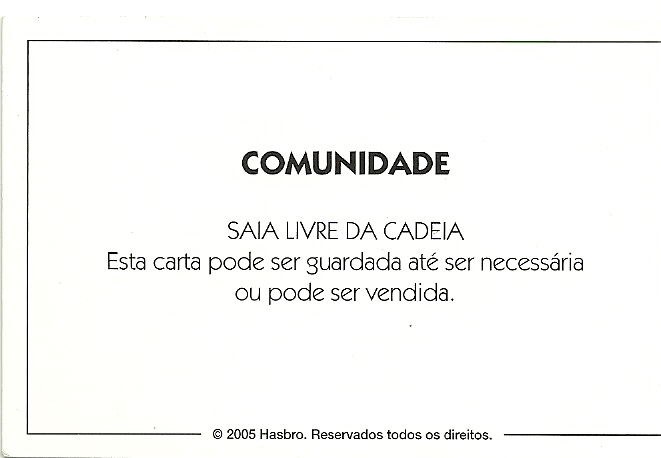 COMUNIDADE
SAIA LIVRE DA CADEIA
Esta carta pode ser guardada até ser necessária
ou pode ser vendida.
© 2005 Hasbro. Reservados todos os direitos.